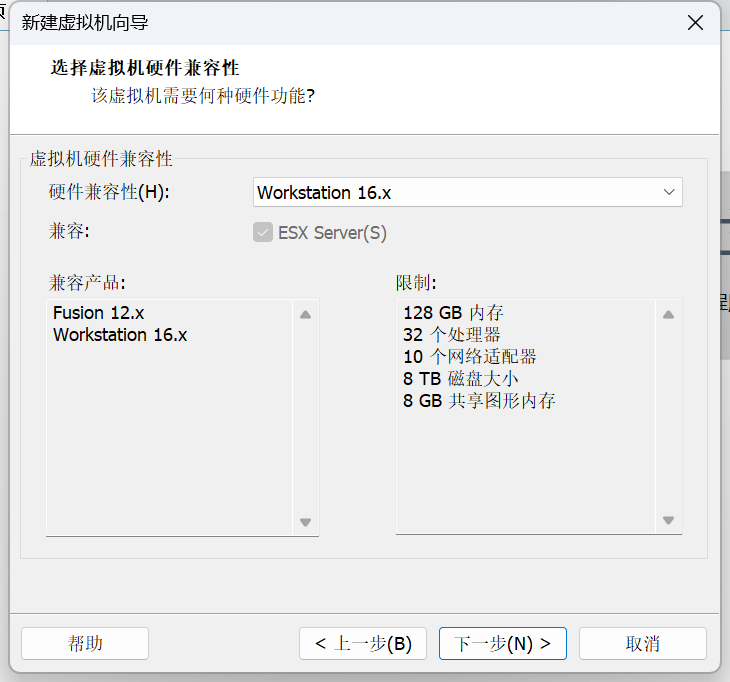 新建虚拟机向导
选择虚拟机硬件兼容性
该虚拟机需要何种硬件功能?
虚拟机硬件兼容性
硬件兼容性(H):
Workstation 16.x
兼容:
ESX Server(S)
兼容产品:
Fusion 12.x
Workstation 16.x
限制:
128 GB 内存
32 个处理器
10 个网络适配器
8 TB 磁盘大小
8 GB 共享图形内存
帮助
< 上一步(B)
下一步(N) >
取消